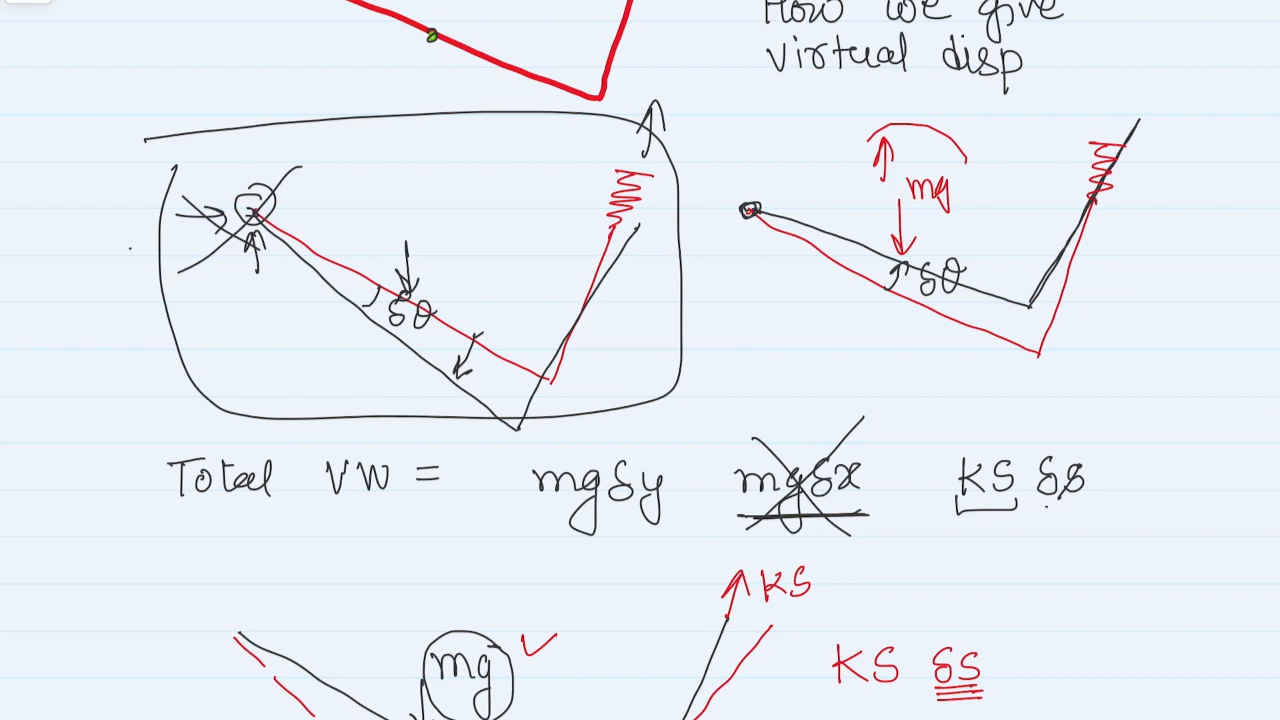 How we give
virtual disp
mg
δθ
δθ
Total VW = mgδy mgδx KS δs
KS
mg
KS δs